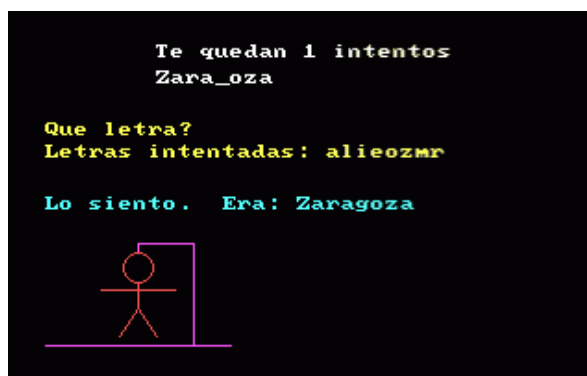 Te quedan 1 intentos
Zara_oza
Que letra?
Letras intentadas: alieozmr
Lo siento. Era: Zaragoza